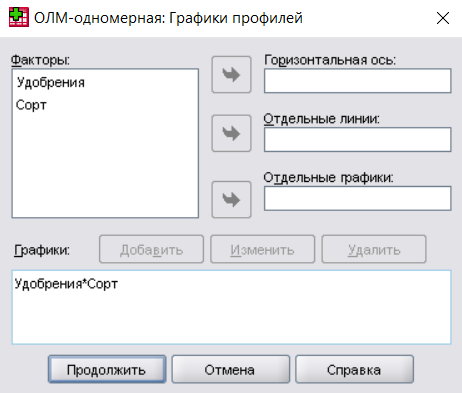 ОЛМ-одномерная: Графики профилей
Факторы:
Удобрения
Сорт
Горизонтальная ось:
Отдельные линии:
Отдельные графики:
Графики:
Добавить
Изменить
Удалить
Удобрения*Сорт
Продолжить
Отмена
Справка